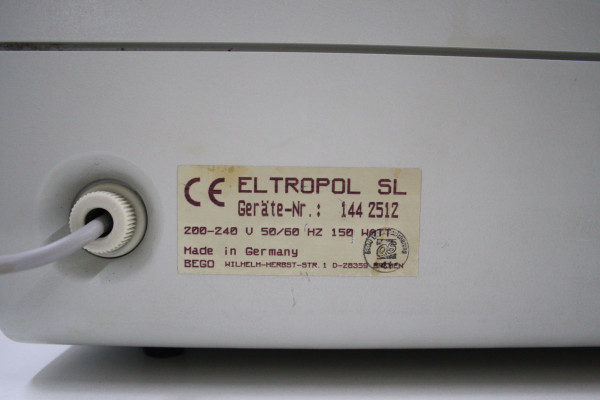 CE ELTROPOL SL
Geräte-Nr.: 144 2512
200-240 V 50/60 HZ 150 WATT
Made in Germany
BEGO WILHELM-HERBST-STR.1 D-28359 BREMEN